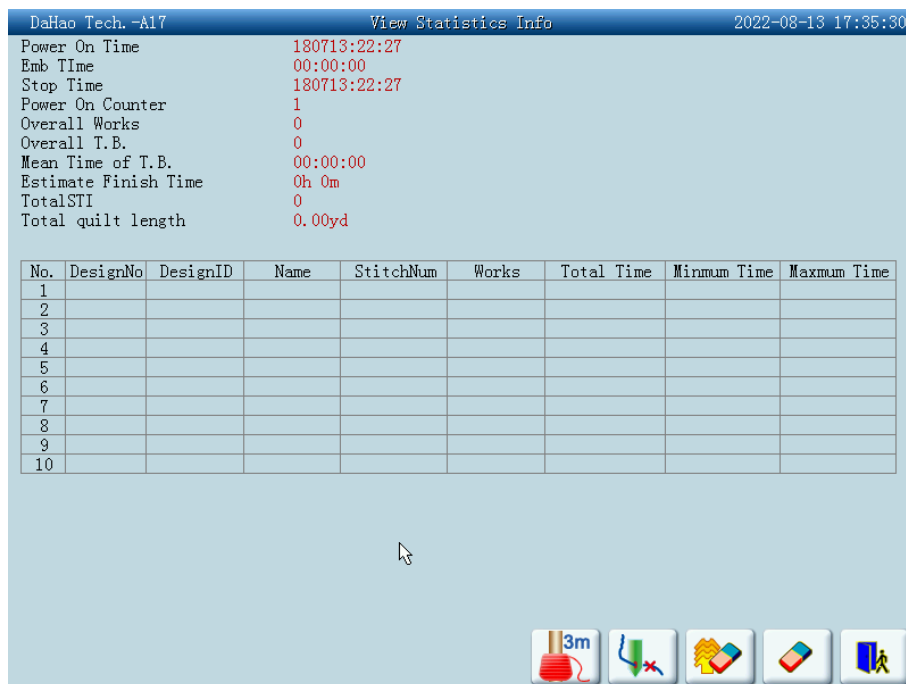 DaHao Tech.-A17 View Statistics Info 2022-08-13 17:35:30
Power On Time 180713:22:27
Emb TIme 00:00:00
Stop Time 180713:22:27
Power On Counter 1
Overall Works 0
Overall T.B. 0
Mean Time of T.B. 00:00:00
Estimate Finish Time 0h 0m
TotalSTI 0
Total quilt length 0.00yd
No. DesignNo DesignID Name StitchNum Works Total Time Minmum Time Maxmum Time
1
2
3
4
5
6
7
8
9
10
3m